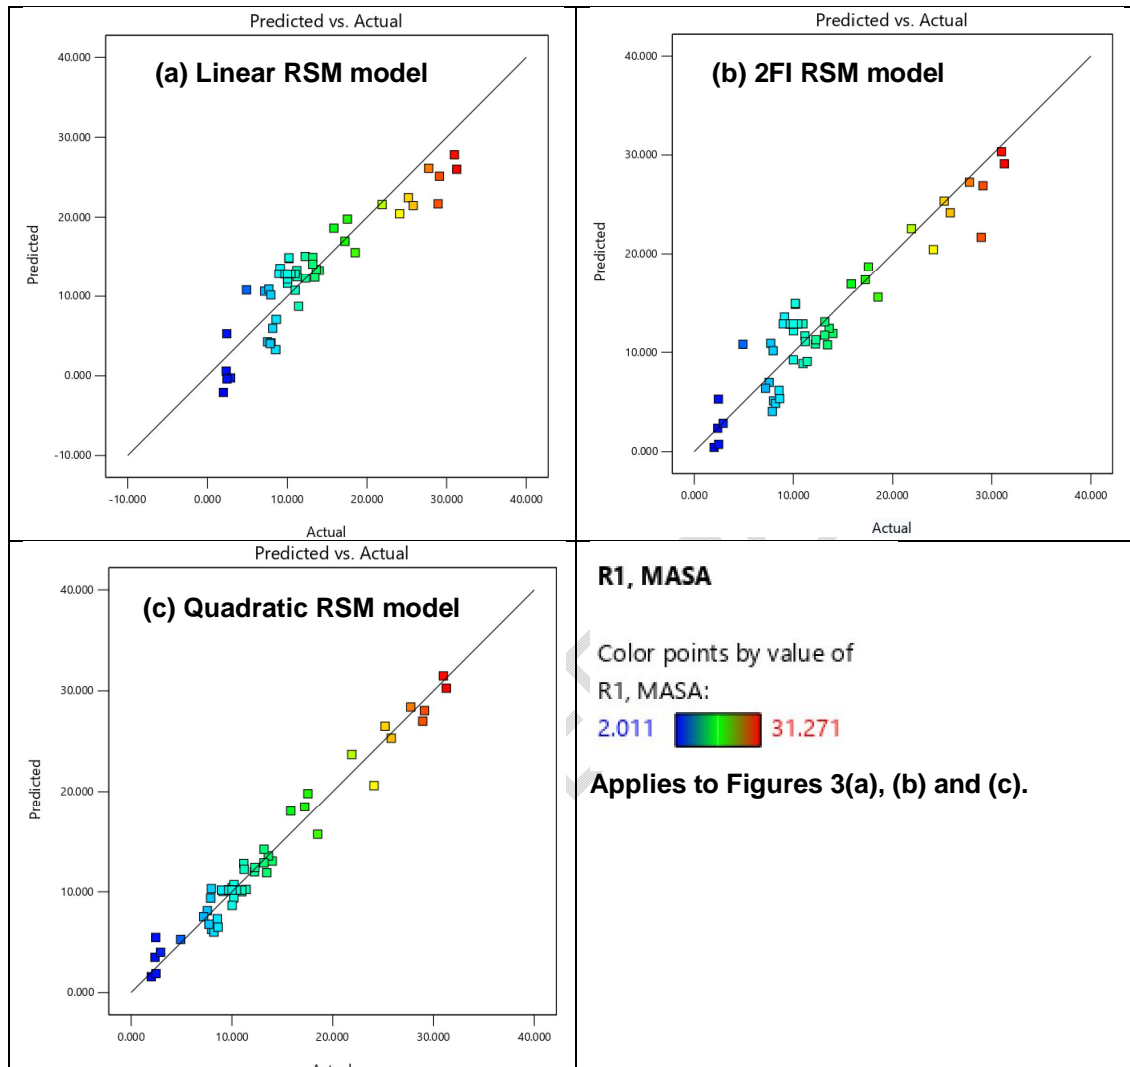 Predicted vs. Actual
(a) Linear RSM model
40.000
30.000
20.000
10.000
0.000
-10.000
Predicted
-10.000 0.000 10.000 20.000 30.000 40.000
Actual
Predicted vs. Actual
(b) 2FI RSM model
40.000
30.000
20.000
10.000
0.000
Predicted
0.000 10.000 20.000 30.000 40.000
Actual
Predicted vs. Actual
(c) Quadratic RSM model
40.000
30.000
20.000
10.000
0.000
Predicted
0.000 10.000 20.000 30.000 40.000
R1, MASA
Color points by value of
R1, MASA:
2.011 31.271
Applies to Figures 3(a), (b) and (c).